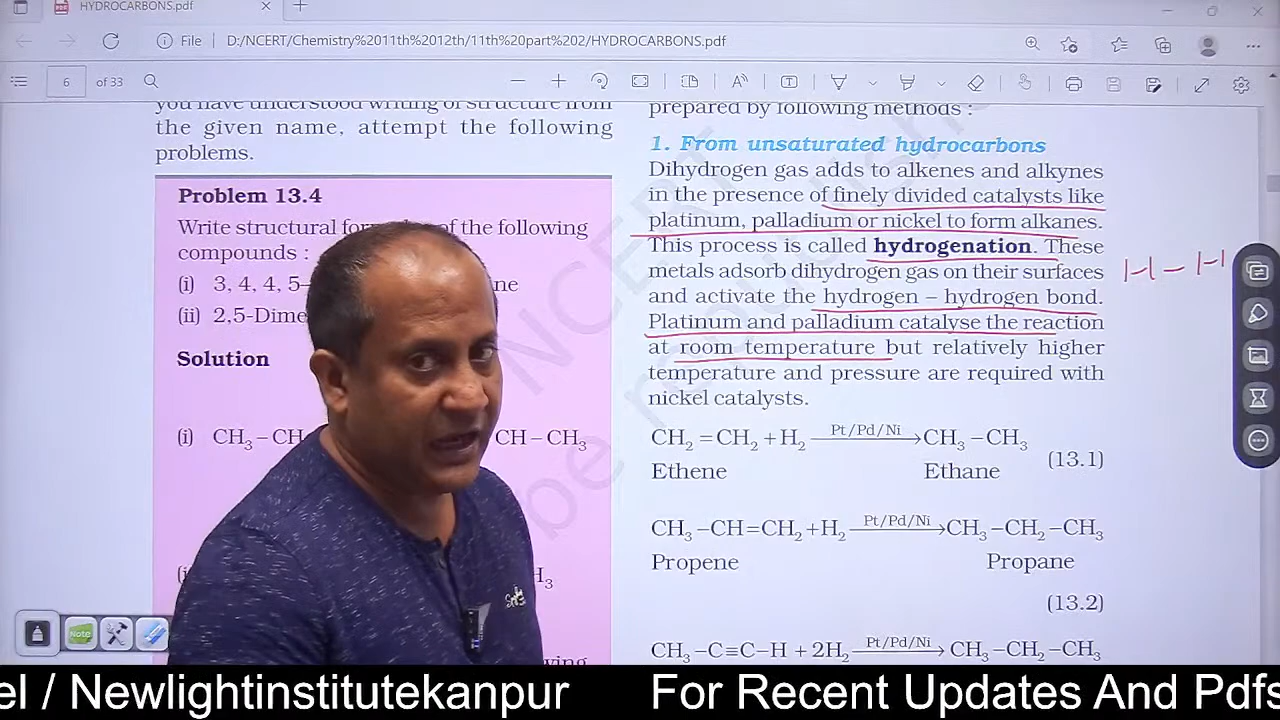 HYDROCARBONS.pdf
File
D:/NCERT/Chemistry%2011th%2012th/11th%20part%202/HYDROCARBONS.pdf
6 of 33
you have understood writing of structure from
the given name, attempt the following
problems.
Problem 13.4
Write structural of the following
compounds :
(i) 3, 4, 4, 5–
(ii) 2,5-Dime
Solution
(i) CH3 – CH CH – CH3
H3
prepared by following methods :
1. From unsaturated hydrocarbons
Dihydrogen gas adds to alkenes and alkynes
in the presence of finely divided catalysts like
platinum, palladium or nickel to form alkanes.
This process is called hydrogenation. These
metals adsorb dihydrogen gas on their surfaces
and activate the hydrogen – hydrogen bond.
Platinum and palladium catalyse the reaction
at room temperature but relatively higher
temperature and pressure are required with
nickel catalysts.
H – H
Pt/Pd/Ni
CH2 = CH2 + H2 ⟶ CH3 – CH3
(13.1)
Ethene Ethane
Pt/Pd/Ni
CH3 – CH = CH2 + H2 ⟶ CH3 – CH2 – CH3
Propene Propane
(13.2)
Pt/Pd/Ni
CH3 – C ≡ C – H + 2H2 ⟶ CH3 – CH2 – CH3
Note
el / Newlightinstitutekanpur For Recent Updates And Pdfs